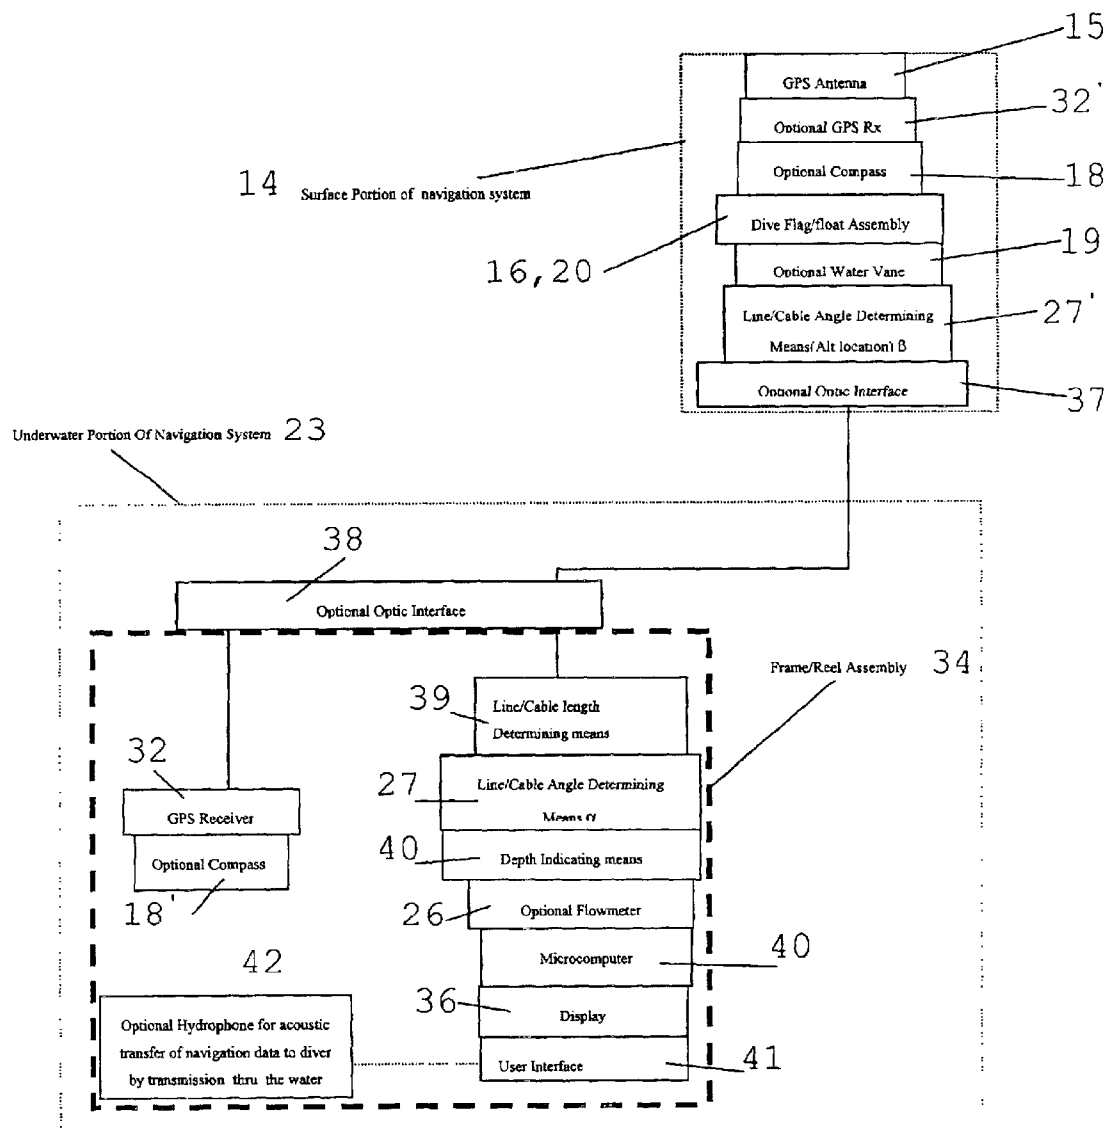 15
GPS Antenna
32'
Optional GPS Rx
14 Surface Portion of navigation system
Optional Compass
18
Dive Flag/float Assembly
16,20
19
Optional Water Vane
Line/Cable Angle Determining
Means(Alt location) β
27'
Optional Optic Interface
37
Underwater Portion Of Navigation System 23
38
Optional Optic Interface
Frame/Reel Assembly 34
39
Line/Cable length
Determining means
32
GPS Receiver
27
Line/Cable Angle Determining
Means α
Optional Compass
18'
40
Depth Indicating means
26
Optional Flowmeter
42
Microcomputer
40
36
Display
Optional Hydrophone for acoustic
transfer of navigation data to diver
by transmission thru the water
User Interface
41